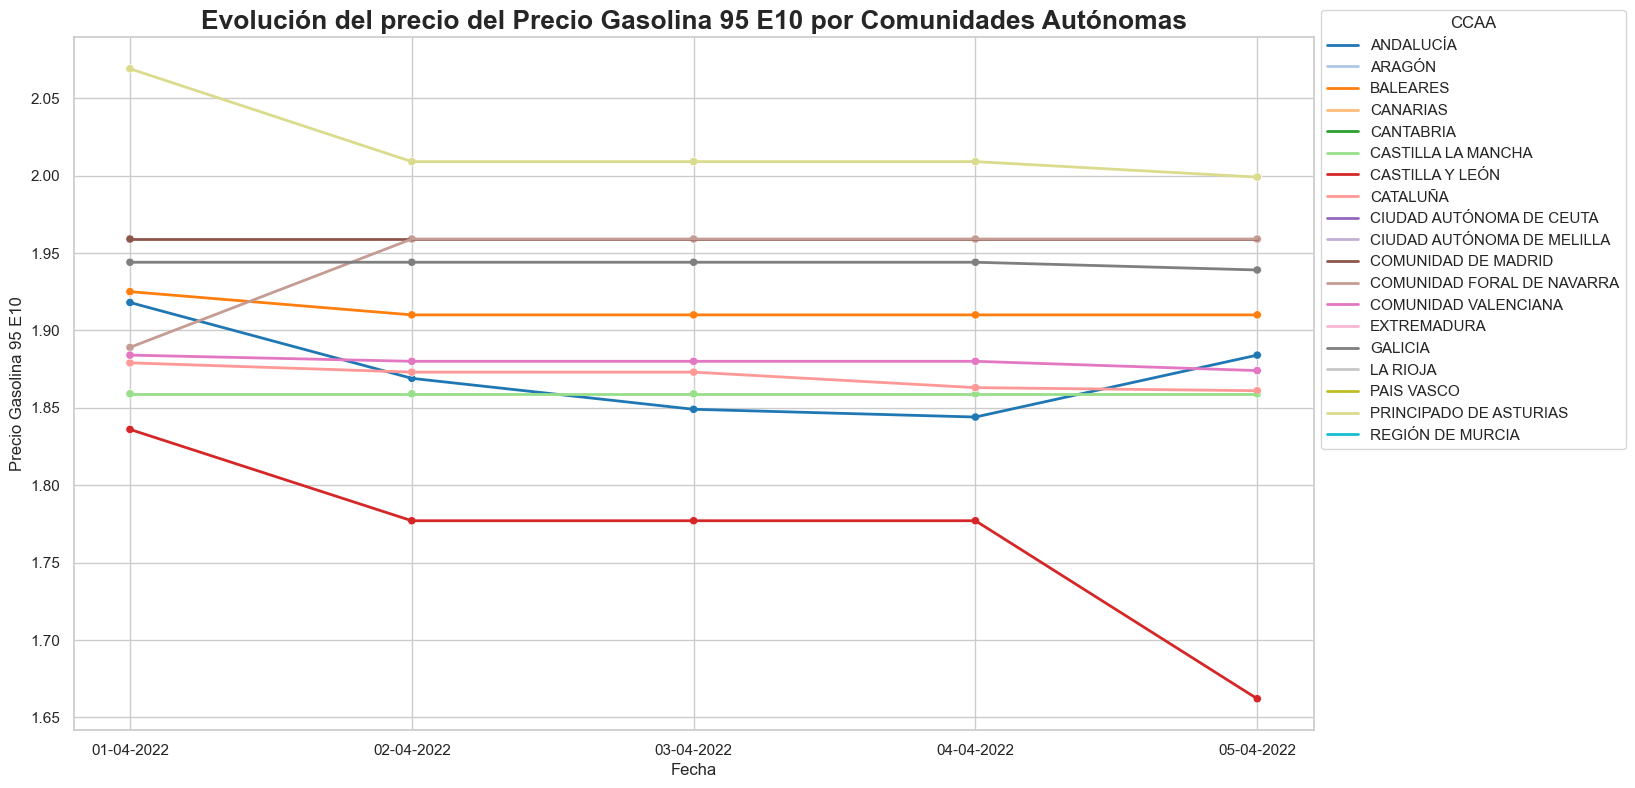 Evolución del precio del Precio Gasolina 95 E10 por Comunidades Autónomas
CCAA
ANDALUCÍA
ARAGÓN
BALEARES
CANARIAS
CANTABRIA
CASTILLA LA MANCHA
CASTILLA Y LEÓN
CATALUÑA
CIUDAD AUTÓNOMA DE CEUTA
CIUDAD AUTÓNOMA DE MELILLA
COMUNIDAD DE MADRID
COMUNIDAD FORAL DE NAVARRA
COMUNIDAD VALENCIANA
EXTREMADURA
GALICIA
LA RIOJA
PAIS VASCO
PRINCIPADO DE ASTURIAS
REGIÓN DE MURCIA
Precio Gasolina 95 E10
2.05
2.00
1.95
1.90
1.85
1.80
1.75
1.70
1.65
01-04-2022
02-04-2022
03-04-2022
04-04-2022
05-04-2022
Fecha